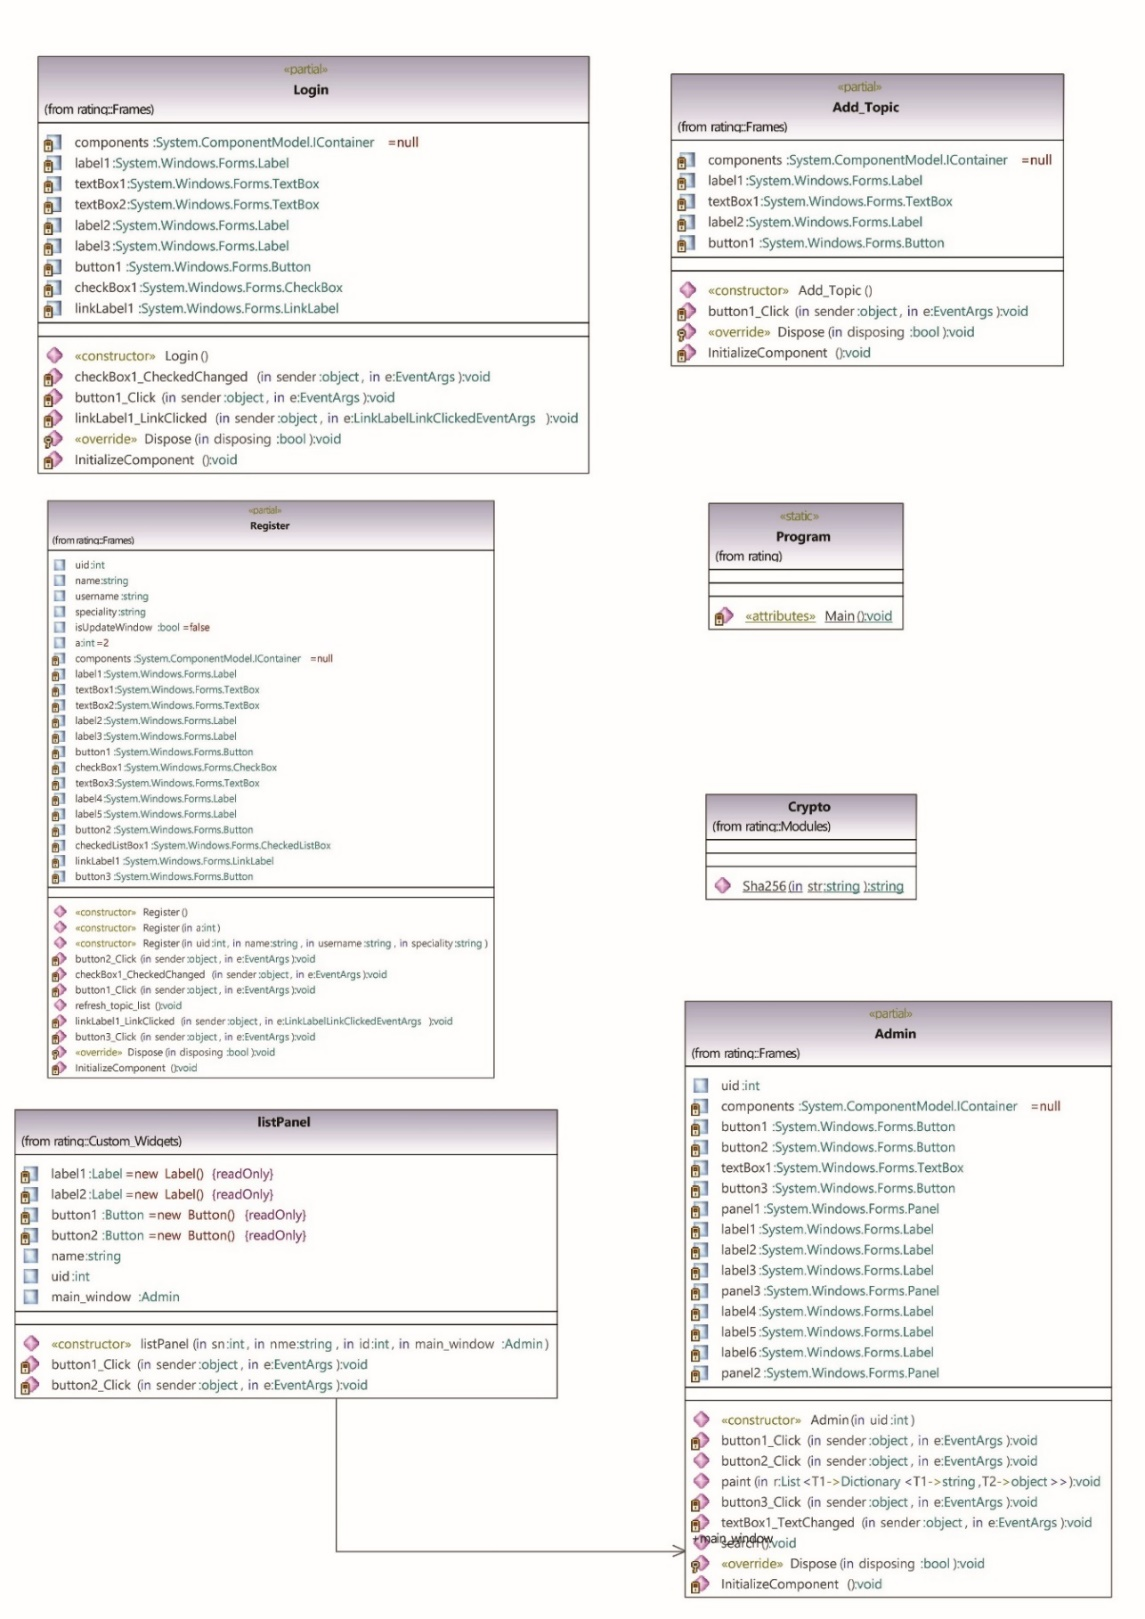 «partial»
Login
(from rating::Frames)
components :System.ComponentModel.IContainer =null
label1:System.Windows.Forms.Label
textBox1:System.Windows.Forms.TextBox
textBox2:System.Windows.Forms.TextBox
label2:System.Windows.Forms.Label
label3:System.Windows.Forms.Label
button1 :System.Windows.Forms.Button
checkBox1:System.Windows.Forms.CheckBox
linkLabel1 :System.Windows.Forms.LinkLabel
«constructor» Login ()
checkBox1_CheckedChanged (in sender :object, in e:EventArgs ):void
button1_Click (in sender :object, in e:EventArgs ):void
linkLabel1_LinkClicked (in sender :object, in e:LinkLabelLinkClickedEventArgs ):void
«override» Dispose (in disposing :bool ):void
InitializeComponent ():void
«partial»
Add_Topic
(from rating::Frames)
components :System.ComponentModel.IContainer =null
label1:System.Windows.Forms.Label
textBox1:System.Windows.Forms.TextBox
label2:System.Windows.Forms.Label
button1 :System.Windows.Forms.Button
«constructor» Add_Topic ()
button1_Click (in sender :object, in e:EventArgs ):void
«override» Dispose (in disposing :bool ):void
InitializeComponent ():void
«partial»
Register
(from rating::Frames)
uid:int
name:string
username :string
speciality:string
isUpdateWindow :bool =false
a:int =2
components :System.ComponentModel.IContainer =null
label1:System.Windows.Forms.Label
textBox1:System.Windows.Forms.TextBox
textBox2:System.Windows.Forms.TextBox
label2:System.Windows.Forms.Label
label3:System.Windows.Forms.Label
button1 :System.Windows.Forms.Button
checkBox1:System.Windows.Forms.CheckBox
textBox3:System.Windows.Forms.TextBox
label4:System.Windows.Forms.Label
label5:System.Windows.Forms.Label
button2 :System.Windows.Forms.Button
checkedListBox1 :System.Windows.Forms.CheckedListBox
linkLabel1 :System.Windows.Forms.LinkLabel
button3 :System.Windows.Forms.Button
«constructor» Register ()
«constructor» Register (in a:int )
«constructor» Register (in uid:int, in name:string , in username :string , in speciality:string )
button2_Click (in sender :object, in e:EventArgs ):void
checkBox1_CheckedChanged (in sender :object, in e:EventArgs ):void
button1_Click (in sender :object, in e:EventArgs ):void
refresh_topic_list ():void
linkLabel1_LinkClicked (in sender :object, in e:LinkLabelLinkClickedEventArgs ):void
button3_Click (in sender :object, in e:EventArgs ):void
«override» Dispose (in disposing :bool ):void
InitializeComponent ():void
«static»
Program
(from rating)
«attributes» Main ():void
Crypto
(from rating::Modules)
Sha256 (in str:string ):string
listPanel
(from rating::Custom_Widgets)
label1 :Label =new Label() {readOnly}
label2 :Label =new Label() {readOnly}
button1 :Button =new Button() {readOnly}
button2 :Button =new Button() {readOnly}
name:string
uid :int
main_window :Admin
«constructor» listPanel (in sn:int, in nme:string , in id:int, in main_window :Admin)
button1_Click (in sender :object, in e:EventArgs ):void
button2_Click (in sender :object, in e:EventArgs ):void
«partial»
Admin
(from rating::Frames)
uid :int
components :System.ComponentModel.IContainer =null
button1 :System.Windows.Forms.Button
button2 :System.Windows.Forms.Button
textBox1 :System.Windows.Forms.TextBox
button3 :System.Windows.Forms.Button
panel1 :System.Windows.Forms.Panel
label1 :System.Windows.Forms.Label
label2 :System.Windows.Forms.Label
label3 :System.Windows.Forms.Label
panel3 :System.Windows.Forms.Panel
label4 :System.Windows.Forms.Label
label5 :System.Windows.Forms.Label
label6 :System.Windows.Forms.Label
panel2 :System.Windows.Forms.Panel
«constructor» Admin (in uid :int )
button1_Click (in sender :object, in e:EventArgs ):void
button2_Click (in sender :object, in e:EventArgs ):void
paint (in r:List <T1->Dictionary <T1->string ,T2->object >>):void
button3_Click (in sender :object, in e:EventArgs ):void
textBox1_TextChanged (in sender :object, in e:EventArgs ):void
+main_window
search ():void
«override» Dispose (in disposing :bool ):void
InitializeComponent ():void